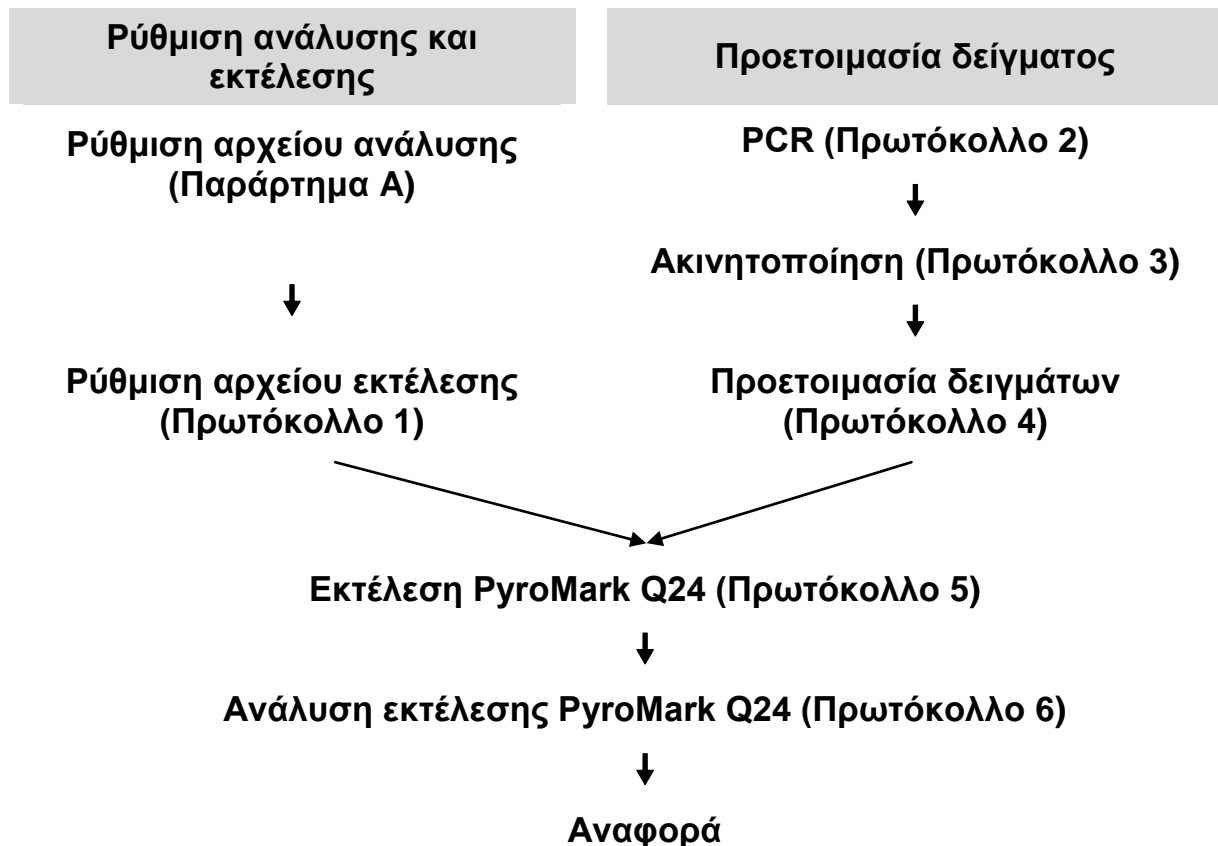 Ρύθμιση ανάλυσης και
εκτέλεσης
Ρύθμιση αρχείου ανάλυσης
(Παράρτημα A)
Ρύθμιση αρχείου εκτέλεσης
(Πρωτόκολλο 1)
Προετοιμασία δείγματος
PCR (Πρωτόκολλο 2)
Ακινητοποίηση (Πρωτόκολλο 3)
Προετοιμασία δειγμάτων
(Πρωτόκολλο 4)
Εκτέλεση PyroMark Q24 (Πρωτόκολλο 5)
Ανάλυση εκτέλεσης PyroMark Q24 (Πρωτόκολλο 6)
Αναφορά